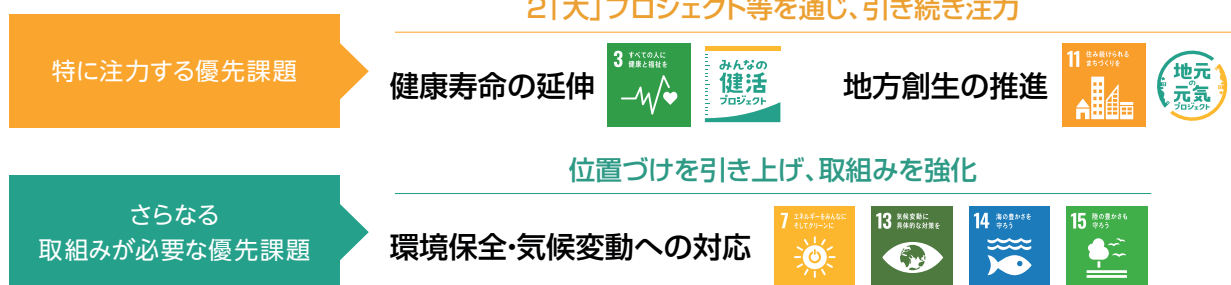 2「大」プロジェクト等を通じ、引き続き注力
特に注力する優先課題
健康寿命の延伸
3 すべての人に
健康と福祉を
みんなの
健活
プロジェクト
地方創生の推進
11 住み続けられる
まちづくりを
地元
の
元気
プロジェクト
位置づけを引き上げ、取組みを強化
さらなる
取組みが必要な優先課題
環境保全・気候変動への対応
7 エネルギーをみんなに
そしてクリーンに
13 気候変動に
具体的な対策を
14 海の豊かさを
守ろう
15 陸の豊かさも
守ろう